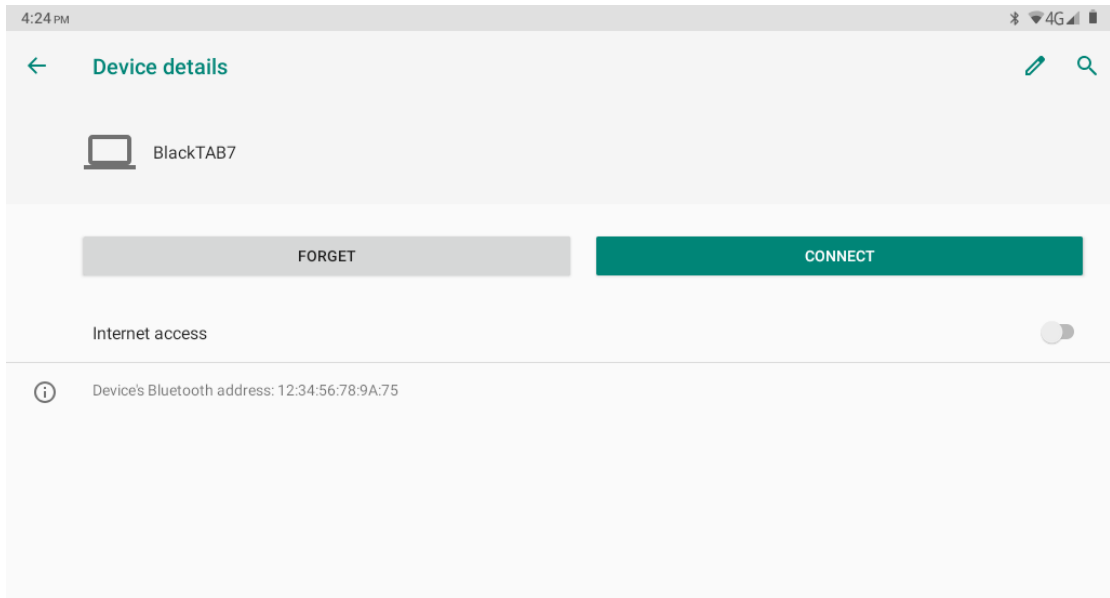 4:24 PM 4G
Device details
BlackTAB7
FORGET CONNECT
Internet access
Device's Bluetooth address: 12:34:56:78:9A:75